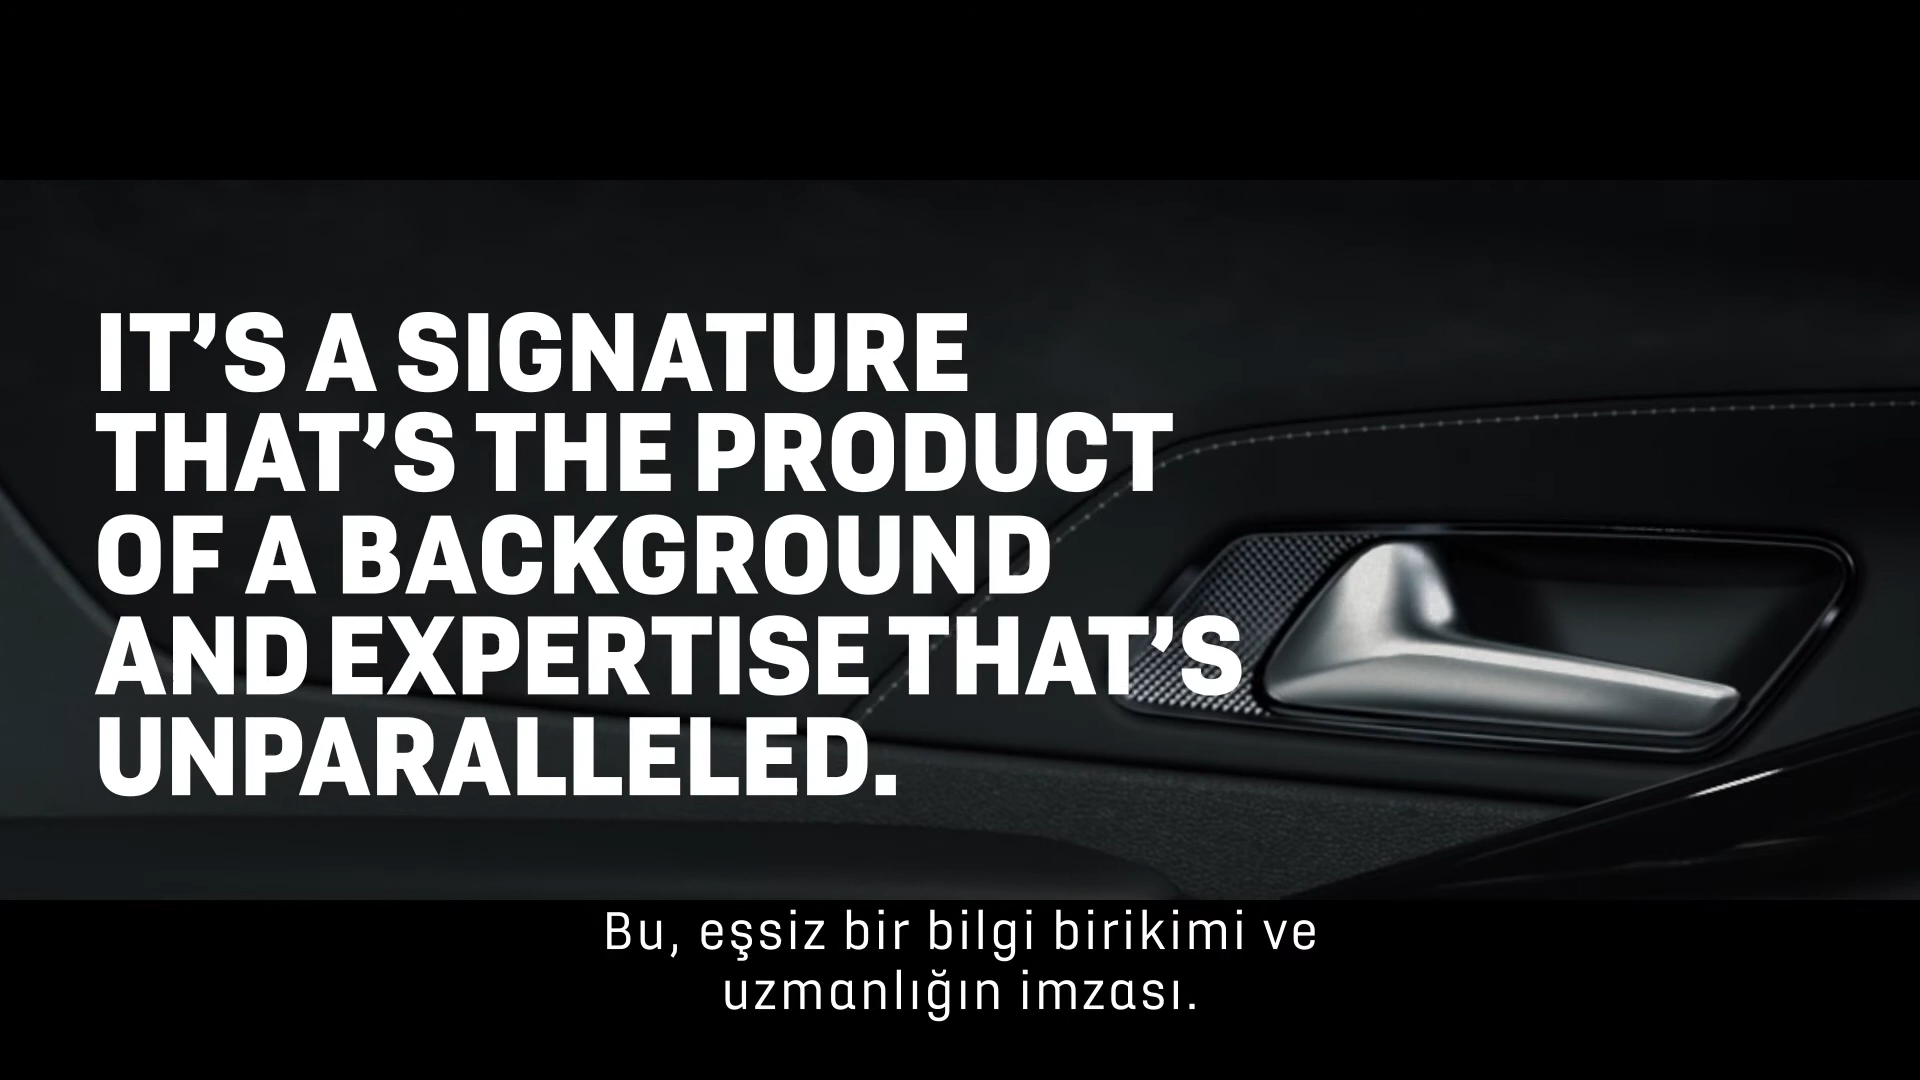 IT’S A SIGNATURE
THAT’S THE PRODUCT
OF A BACKGROUND
AND EXPERTISE THAT’S
UNPARALLELED.
Bu, eşsiz bir bilgi birikimi ve
uzmanlığın imzası.